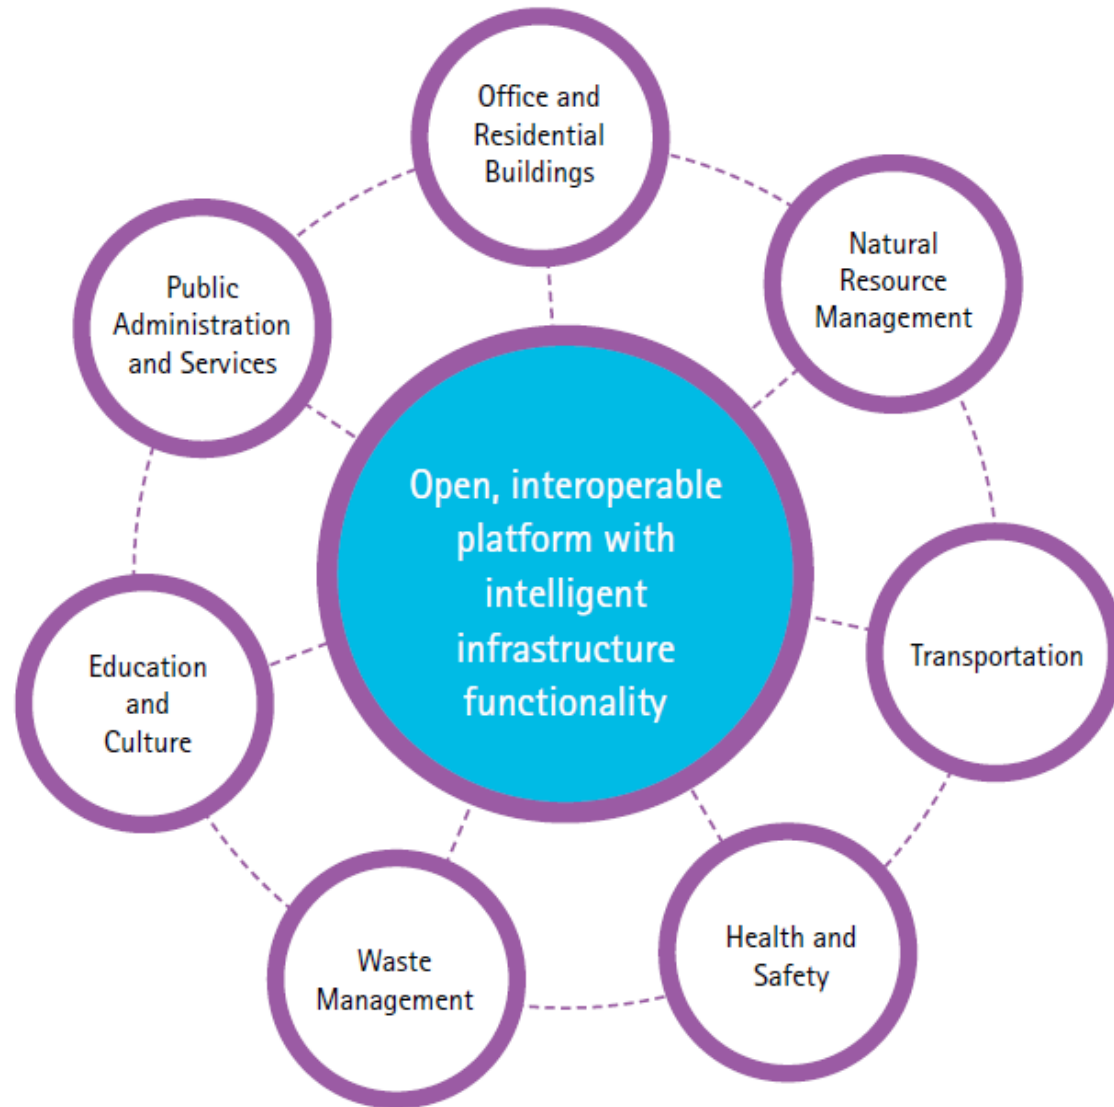 Office and
Residential
Buildings
Natural
Resource
Management
Public
Administration
and Services
Open, interoperable
platform with
intelligent
infrastructure
functionality
Transportation
Education
and
Culture
Health and
Safety
Waste
Management